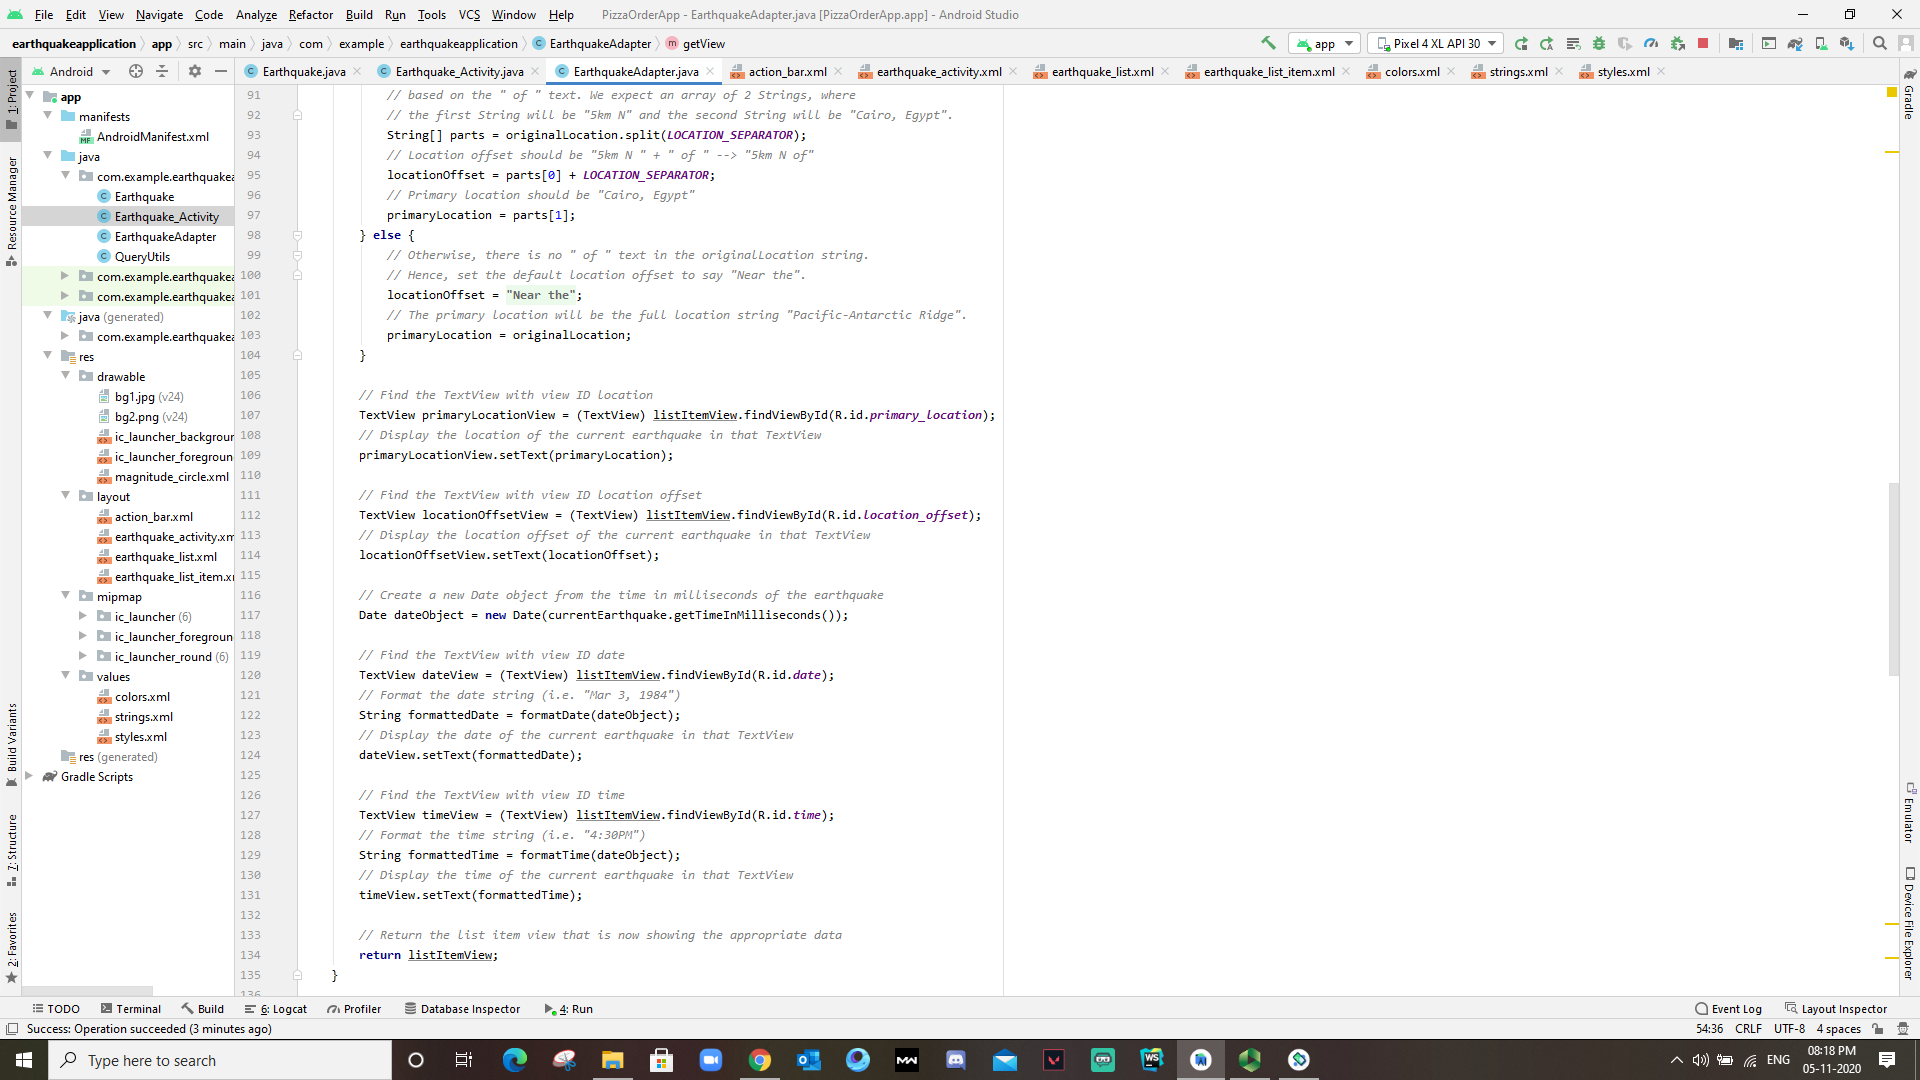 File Edit View Navigate Code Analyze Refactor Build Run Tools VCS Window Help PizzaOrderApp - EarthquakeAdapter.java [PizzaOrderApp.app] - Android Studio
earthquakeapplication app src main java com example earthquakeapplication EarthquakeAdapter getView app Pixel 4 XL API 30
Android Earthquake.java Earthquake_Activity.java EarthquakeAdapter.java action_bar.xml earthquake_activity.xml earthquake_list.xml earthquake_list_item.xml colors.xml strings.xml styles.xml
1: Project
Resource Manager
Build Variants
7: Structure
2: Favorites
app
manifests
AndroidManifest.xml
java
com.example.earthquakea
Earthquake
Earthquake_Activity
EarthquakeAdapter
QueryUtils
com.example.earthquakea
com.example.earthquakea
java (generated)
com.example.earthquakea
res
drawable
bg1.jpg (v24)
bg2.png (v24)
ic_launcher_backgroun
ic_launcher_foregroun
magnitude_circle.xml
layout
action_bar.xml
earthquake_activity.xm
earthquake_list.xml
earthquake_list_item.x
mipmap
ic_launcher (6)
ic_launcher_foregroun
ic_launcher_round (6)
values
colors.xml
strings.xml
styles.xml
res (generated)
Gradle Scripts
91 // based on the " of " text. We expect an array of 2 Strings, where
92 // the first String will be "5km N" and the second String will be "Cairo, Egypt".
93 String[] parts = originalLocation.split(LOCATION_SEPARATOR);
94 // Location offset should be "5km N " + " of " --> "5km N of"
95 locationOffset = parts[0] + LOCATION_SEPARATOR;
96 // Primary location should be "Cairo, Egypt"
97 primaryLocation = parts[1];
98 } else {
99 // Otherwise, there is no " of " text in the originalLocation string.
100 // Hence, set the default location offset to say "Near the".
101 locationOffset = "Near the";
102 // The primary location will be the full location string "Pacific-Antarctic Ridge".
103 primaryLocation = originalLocation;
104 }
105
106 // Find the TextView with view ID location
107 TextView primaryLocationView = (TextView) listItemView.findViewById(R.id.primary_location);
108 // Display the location of the current earthquake in that TextView
109 primaryLocationView.setText(primaryLocation);
110
111 // Find the TextView with view ID location offset
112 TextView locationOffsetView = (TextView) listItemView.findViewById(R.id.location_offset);
113 // Display the location offset of the current earthquake in that TextView
114 locationOffsetView.setText(locationOffset);
115
116 // Create a new Date object from the time in milliseconds of the earthquake
117 Date dateObject = new Date(currentEarthquake.getTimeInMilliseconds());
118
119 // Find the TextView with view ID date
120 TextView dateView = (TextView) listItemView.findViewById(R.id.date);
121 // Format the date string (i.e. "Mar 3, 1984")
122 String formattedDate = formatDate(dateObject);
123 // Display the date of the current earthquake in that TextView
124 dateView.setText(formattedDate);
125
126 // Find the TextView with view ID time
127 TextView timeView = (TextView) listItemView.findViewById(R.id.time);
128 // Format the time string (i.e. "4:30PM")
129 String formattedTime = formatTime(dateObject);
130 // Display the time of the current earthquake in that TextView
131 timeView.setText(formattedTime);
132
133 // Return the list item view that is now showing the appropriate data
134 return listItemView;
135 }
136
Gradle
Emulator
Device File Explorer
TODO Terminal Build 6: Logcat Profiler Database Inspector 4: Run Event Log Layout Inspector
Success: Operation succeeded (3 minutes ago) 54:36 CRLF UTF-8 4 spaces
Type here to search ENG 08:18 PM
05-11-2020